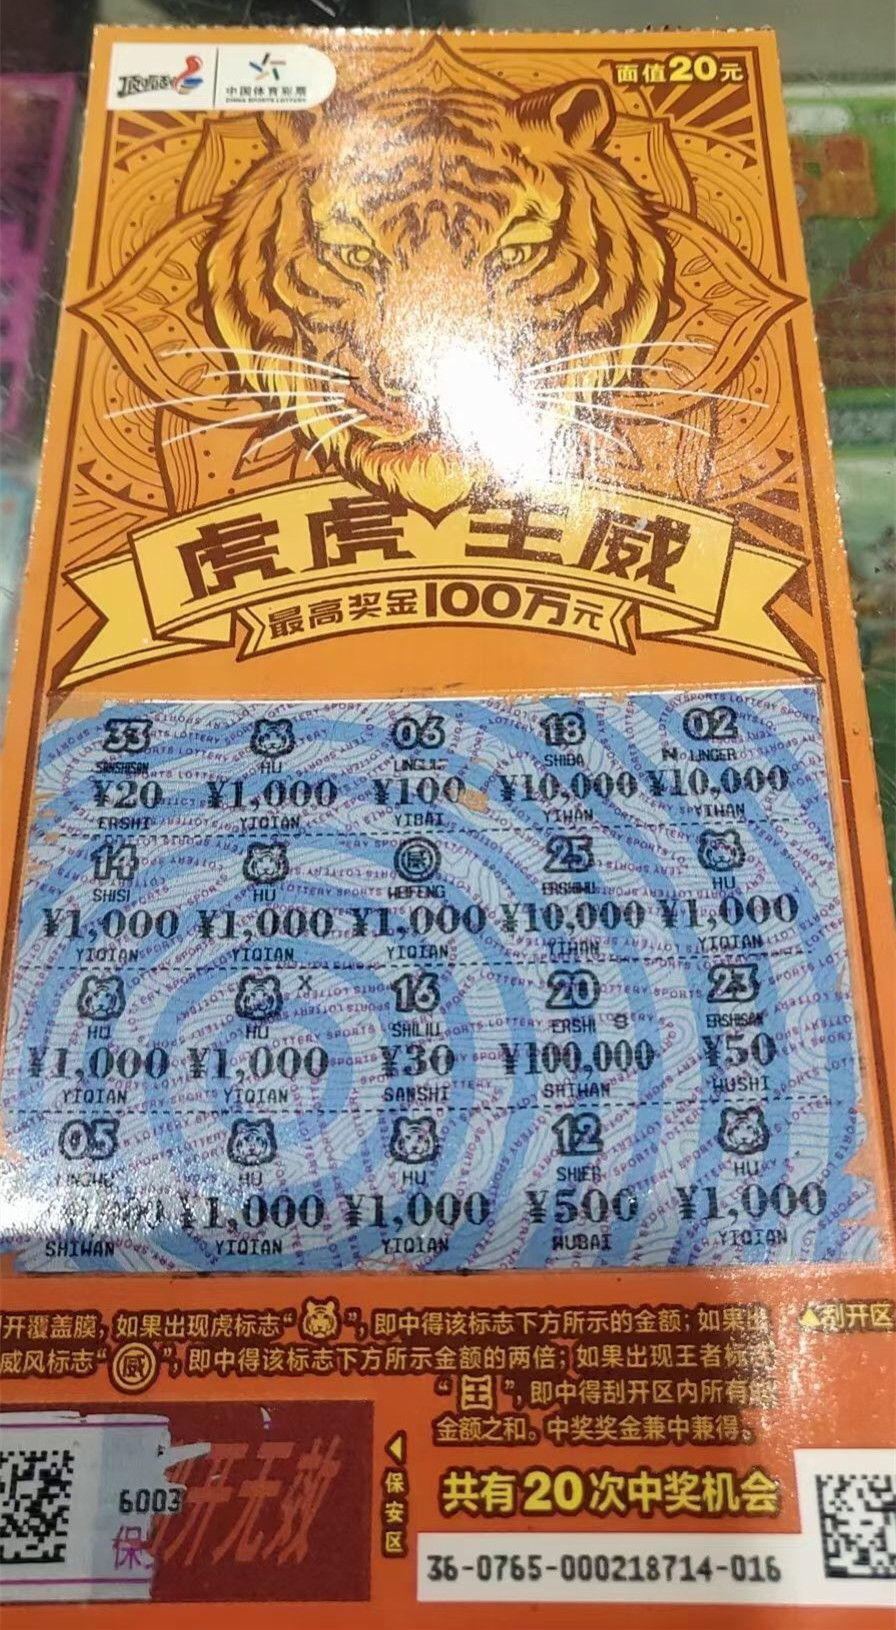 顶呱刮
中国体育彩票
CHINA SPORTS LOTTERY
面值20元
虎虎生威
最高奖金100万元
33 06 18 02
SANSHISAN HU LINGLIU SHIBA LINGER
¥20 ¥1,000 ¥100 ¥10,000 ¥10,000
ERSHI YIQIAN YIBAI YIWAN YIWAN
14 威 25
SHISI HU WEIFENG ERSHIWU HU
¥1,000 ¥1,000 ¥1,000 ¥10,000 ¥1,000
YIQIAN YIQIAN YIQIAN YIWAN YIQIAN
16 20 23
HU HU SHILIU ERSHI ERSHISAN
¥1,000 ¥1,000 ¥30 ¥100,000 ¥50
YIQIAN YIQIAN SANSHI SHIWAN WUSHI
05 12
LINGWU HU HU SHIER HU
¥1,000 ¥1,000 ¥500 ¥1,000
SHIWAN YIQIAN YIQIAN WUBAI YIQIAN
开覆盖膜，如果出现虎标志“ ”，即中得该标志下方所示的金额；如果出
▲刮开区
威风标志“威”，即中得该标志下方所示金额的两倍；如果出现王者标
“王”，即中得刮开区内所有
金额之和。中奖奖金兼中兼得。
◀保安区
共有20次中奖机会
6003
保
开无效
36-0765-000218714-016